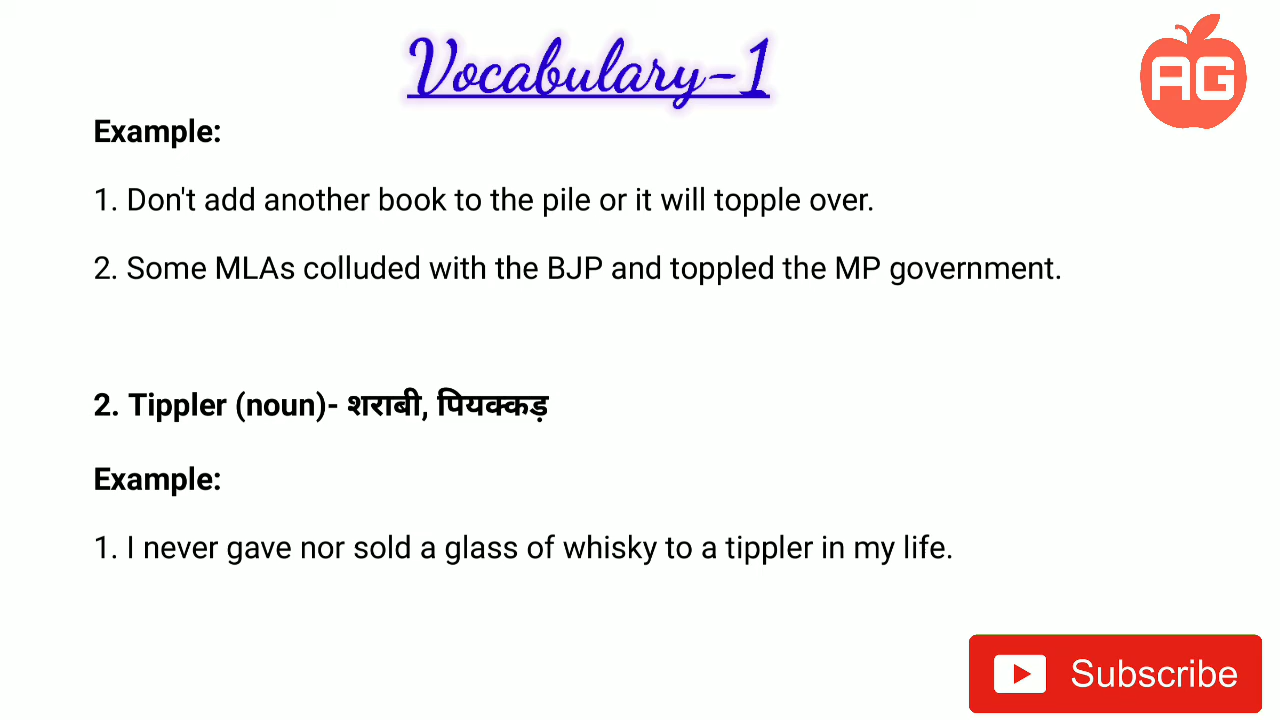 Vocabulary-1
AG
Example:
1. Don't add another book to the pile or it will topple over.
2. Some MLAs colluded with the BJP and toppled the MP government.
2. Tippler (noun)- शराबी, पियक्कड़
Example:
1. I never gave nor sold a glass of whisky to a tippler in my life.
Subscribe